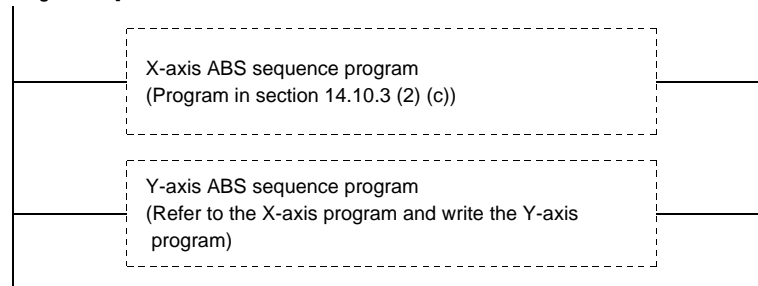 X-axis ABS sequence program
(Program in section 14.10.3 (2) (c))
Y-axis ABS sequence program
(Refer to the X-axis program and write the Y-axis
program)